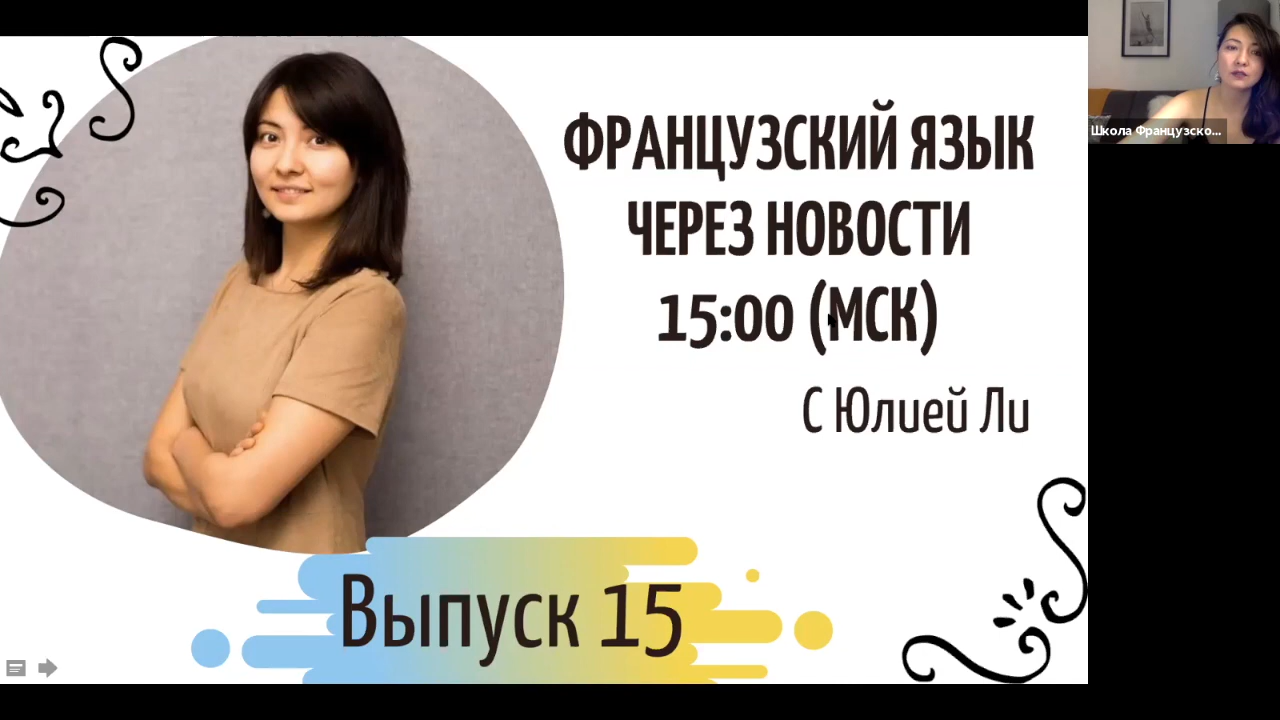 ФРАНЦУЗСКИЙ ЯЗЫК
ЧЕРЕЗ НОВОСТИ
15:00 (МСК)
С Юлией Ли
Выпуск 15
Школа Французско...